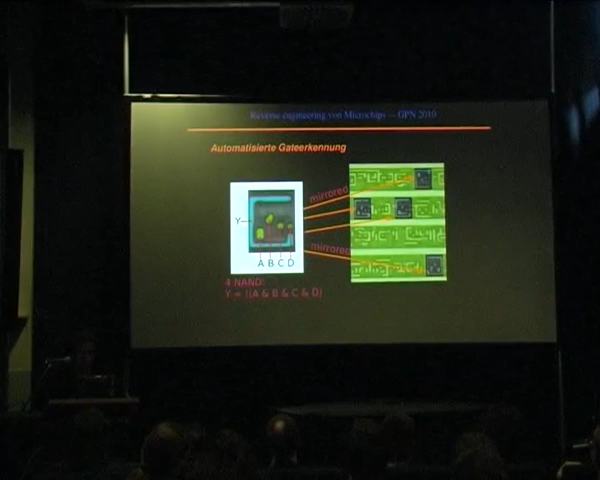 Reverse engineering von Microchips — GPN 2010
Automatisierte Gateerkennung
mirrored
Y
A B C D
mirrored
4 NAND:
Y = !(A & B & C & D)